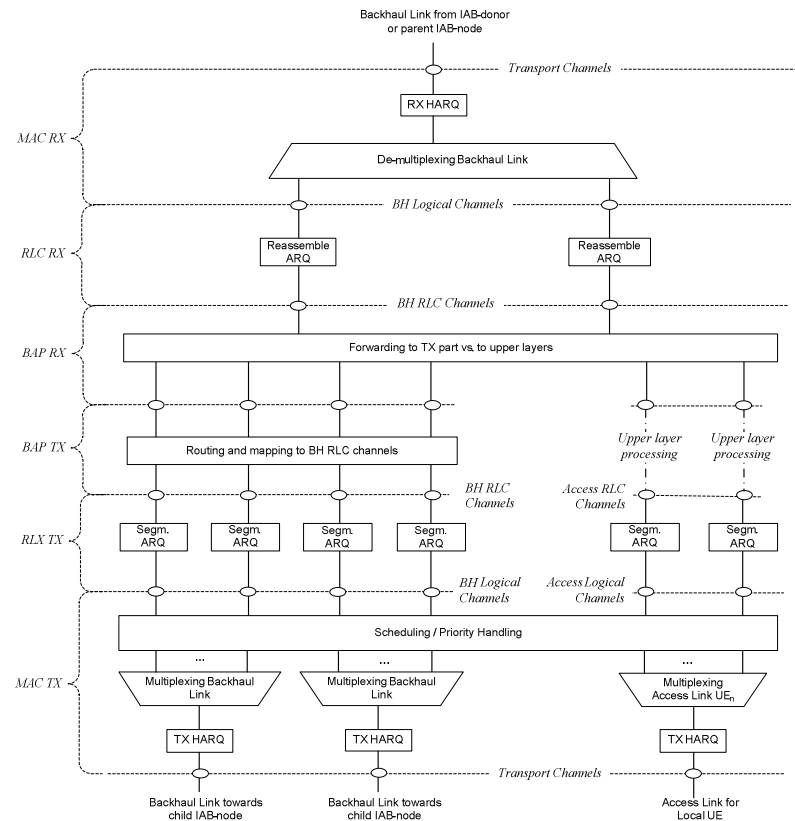 Backhaul Link from IAB-donor
or parent IAB-node
Transport Channels
RX HARQ
MAC RX
De-multiplexing Backhaul Link
BH Logical Channels
Reassemble
ARQ
Reassemble
ARQ
RLC RX
BH RLC Channels
Forwarding to TX part vs. to upper layers
BAP RX
Routing and mapping to BH RLC channels
BAP TX
Upper layer
processing
Upper layer
processing
BH RLC
Channels
Access RLC
Channels
Segm.
ARQ
Segm.
ARQ
Segm.
ARQ
Segm.
ARQ
Segm.
ARQ
Segm.
ARQ
RLX TX
BH Logical
Channels
Access Logical
Channels
Scheduling / Priority Handling
...
...
...
MAC TX
Multiplexing Backhaul
Link
Multiplexing Backhaul
Link
Multiplexing
Access Link UEn
TX HARQ
TX HARQ
TX HARQ
Transport Channels
Backhaul Link towards
child IAB-node
Backhaul Link towards
child IAB-node
Access Link for
Local UE